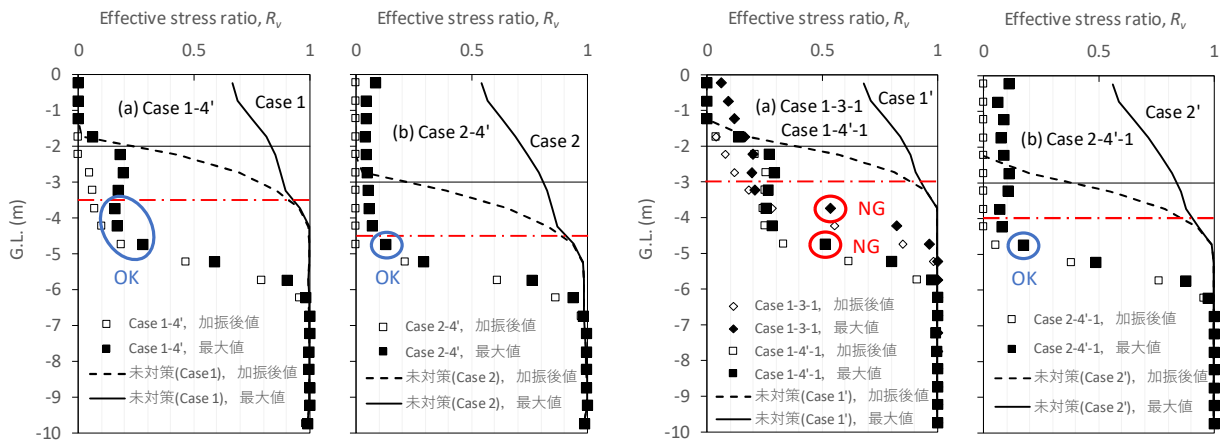 Effective stress ratio, Rv
0 0.5 1
0
-1
-2
-3
-4
-5
-6
-7
-8
-9
-10
G.L. (m)
(a) Case 1-4'
Case 1
OK
Case 1-4', 加振後値
Case 1-4', 最大値
未対策(Case1), 加振後値
未対策(Case 1), 最大値
Effective stress ratio, Rv
0 0.5 1
(b) Case 2-4'
Case 2
OK
Case 2-4', 加振後値
Case 2-4', 最大値
未対策(Case 2), 加振後値
未対策(Case 2), 最大値
Effective stress ratio, Rv
0 0.5 1
0
-1
-2
-3
-4
-5
-6
-7
-8
-9
-10
G.L. (m)
(a) Case 1-3-1
Case 1-4'-1
Case 1'
NG
NG
Case 1-3-1, 加振後値
Case 1-3-1, 最大値
Case 1-4'-1, 加振後値
Case 1-4'-1, 最大値
未対策(Case 1'), 加振後値
未対策(Case 1'), 最大値
Effective stress ratio, Rv
0 0.5 1
(b) Case 2-4'-1
Case 2'
OK
Case 2-4'-1, 加振後値
Case 2-4'-1, 最大値
未対策(Case 2'), 加振後値
未対策(Case 2'), 最大値